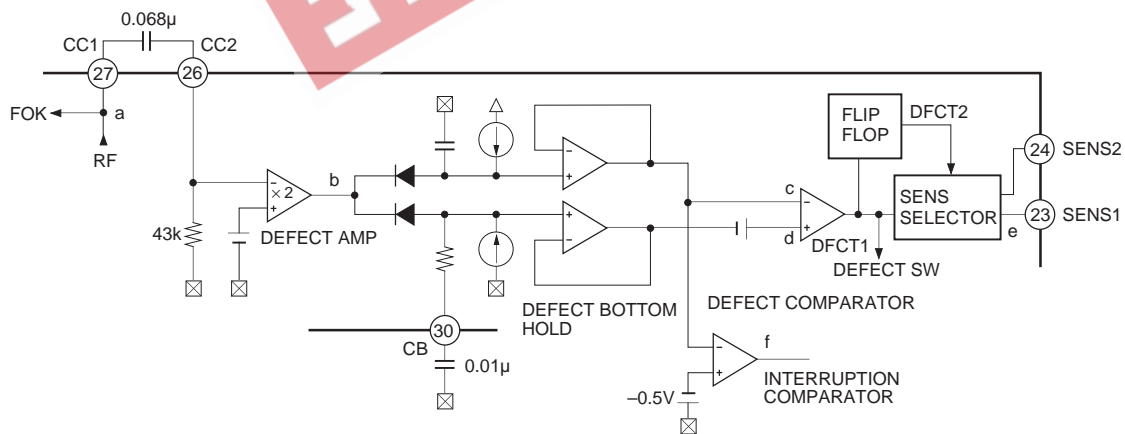 0.068µ
CC1
CC2
27
26
FOK
a
RF
43k
– ×2
+
DEFECT AMP
b
–
+
+
–
DEFECT BOTTOM
HOLD
30
CB
0.01µ
c
–
d
+
DFCT1
DEFECT SW
DEFECT COMPARATOR
FLIP
FLOP
DFCT2
SENS
SELECTOR
e
24
SENS2
23
SENS1
–
+
f
–0.5V
INTERRUPTION
COMPARATOR